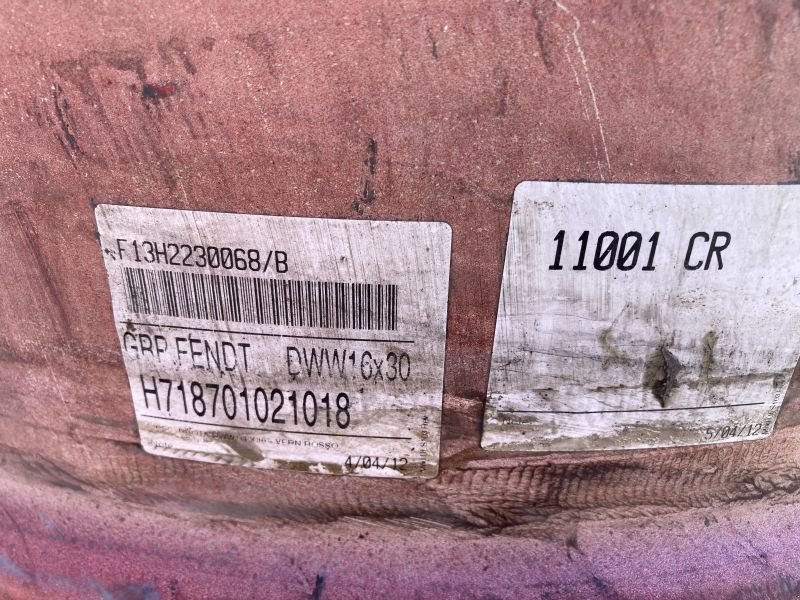 F13H2230068/B
GRP.FENDT DWW16x30
H718701021018
VERN ROSSO
4/04/12
11001 CR
5/04/12